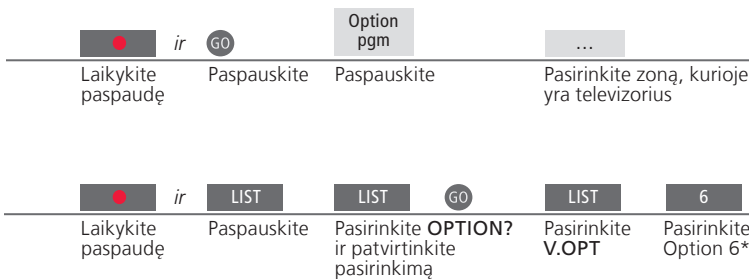 ir GO Option pgm ...
Laikykite paspaudę
Paspauskite
Paspauskite
Pasirinkite zoną, kurioje
yra televizorius
ir LIST LIST GO LIST 6
Laikykite
paspaudę
Paspauskite
Pasirinkite OPTION?
ir patvirtinkite
pasirinkimą
Pasirinkite
V.OPT
Pasirinkite
Option 6*